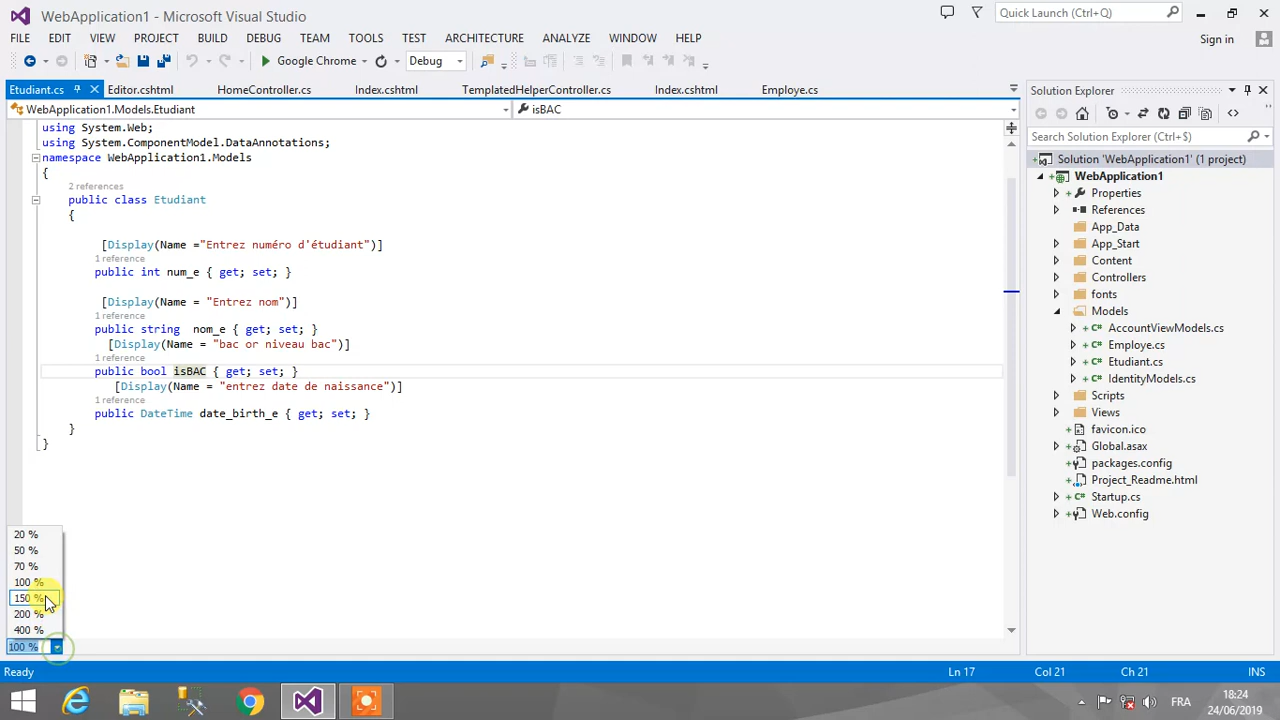 WebApplication1 - Microsoft Visual Studio
Quick Launch (Ctrl+Q)
FILE EDIT VIEW PROJECT BUILD DEBUG TEAM TOOLS TEST ARCHITECTURE ANALYZE WINDOW HELP
Sign in
Google Chrome Debug
Etudiant.cs Editor.cshtml HomeController.cs Index.cshtml TemplatedHelperController.cs Index.cshtml Employe.cs
WebApplication1.Models.Etudiant isBAC
using System.Web;
using System.ComponentModel.DataAnnotations;
namespace WebApplication1.Models
{
2 references
public class Etudiant
{
[Display(Name ="Entrez numéro d'étudiant")]
1 reference
public int num_e { get; set; }
[Display(Name = "Entrez nom")]
1 reference
public string nom_e { get; set; }
[Display(Name = "bac or niveau bac")]
1 reference
public bool isBAC { get; set; }
[Display(Name = "entrez date de naissance")]
1 reference
public DateTime date_birth_e { get; set; }
}
}
20 %
50 %
70 %
100 %
150 %
200 %
400 %
100 %
Solution Explorer
Search Solution Explorer (Ctrl+$)
Solution 'WebApplication1' (1 project)
WebApplication1
Properties
References
App_Data
App_Start
Content
Controllers
fonts
Models
AccountViewModels.cs
Employe.cs
Etudiant.cs
IdentityModels.cs
Scripts
Views
favicon.ico
Global.asax
packages.config
Project_Readme.html
Startup.cs
Web.config
Ready Ln 17 Col 21 Ch 21 INS
FRA
18:24
24/06/2019